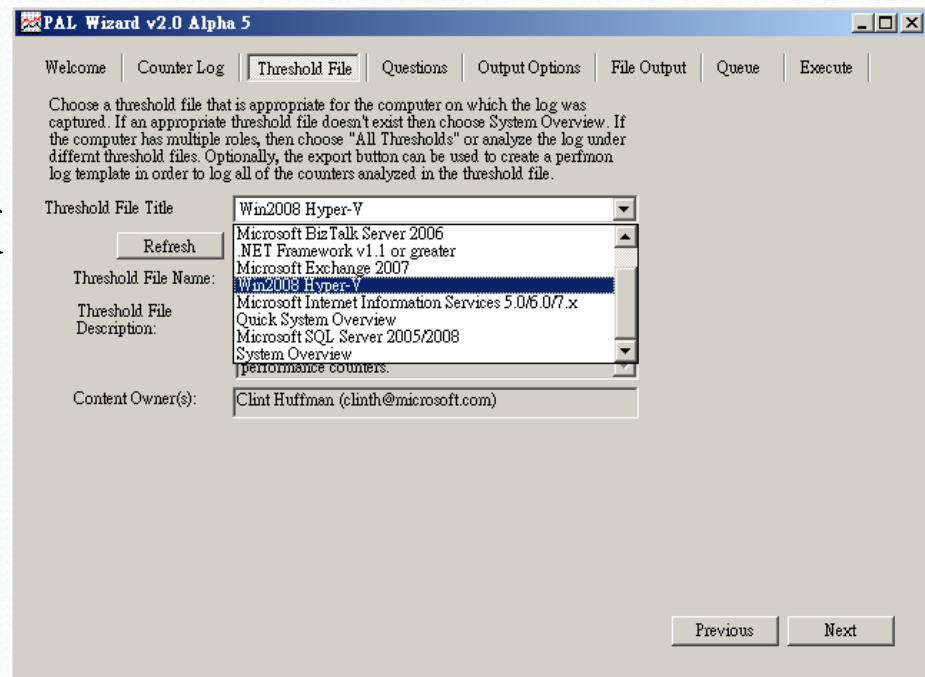 PAL Wizard v2.0 Alpha 5
Welcome Counter Log Threshold File Questions Output Options File Output Queue Execute
Choose a threshold file that is appropriate for the computer on which the log was
captured. If an appropriate threshold file doesn't exist then choose System Overview. If
the computer has multiple roles, then choose "All Thresholds" or analyze the log under
differnt threshold files. Optionally, the export button can be used to create a perfmon
log template in order to log all of the counters analyzed in the threshold file.
Threshold File Title
Win2008 Hyper-V
Microsoft BizTalk Server 2006
.NET Framework v1.1 or greater
Microsoft Exchange 2007
Win2008 Hyper-V
Microsoft Internet Information Services 5.0/6.0/7.x
Quick System Overview
Microsoft SQL Server 2005/2008
System Overview
Refresh
Threshold File Name:
Threshold File
Description:
performance counters.
Content Owner(s):
Clint Huffman (clinth@microsoft.com)
Previous
Next